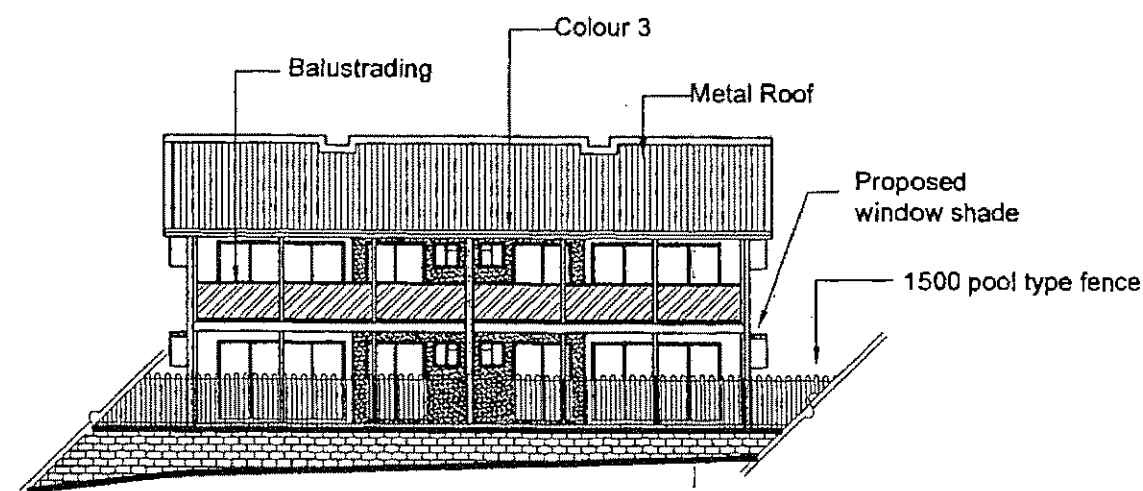 Colour 3
Balustrading
Metal Roof
Proposed
window shade
1500 pool type fence